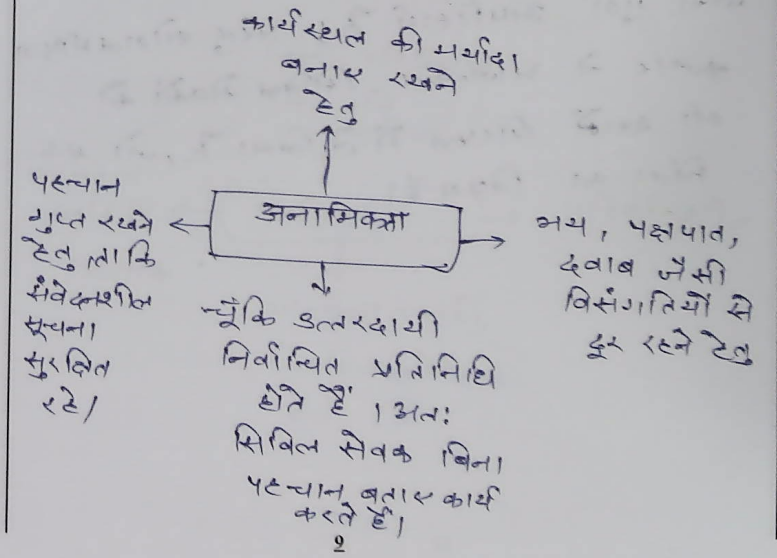 कार्यस्थल की मर्यादा
बनाए रखने
हेतु
अनामिकता
पहचान
गुप्त रखने
हेतु, ताकि
संवेदनशील
सूचना
सुरक्षित
रहे।
भय, पक्षपात,
दबाव जैसी
विसंगतियों से
दूर रहने हेतु
चूँकि उत्तरदायी
निर्वाचित प्रतिनिधि
होते हैं। अतः
सिविल सेवक बिना
पहचान बताए कार्य
करते हैं।
9